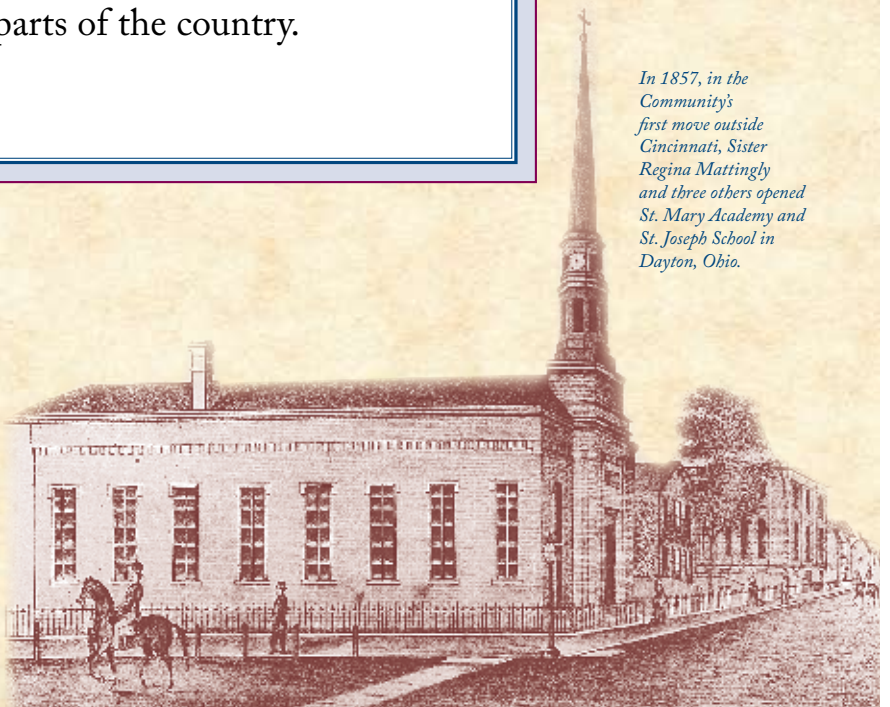 parts of the country.
In 1857, in the
Community's
first move outside
Cincinnati, Sister
Regina Mattingly
and three others opened
St. Mary Academy and
St. Joseph School in
Dayton, Ohio.